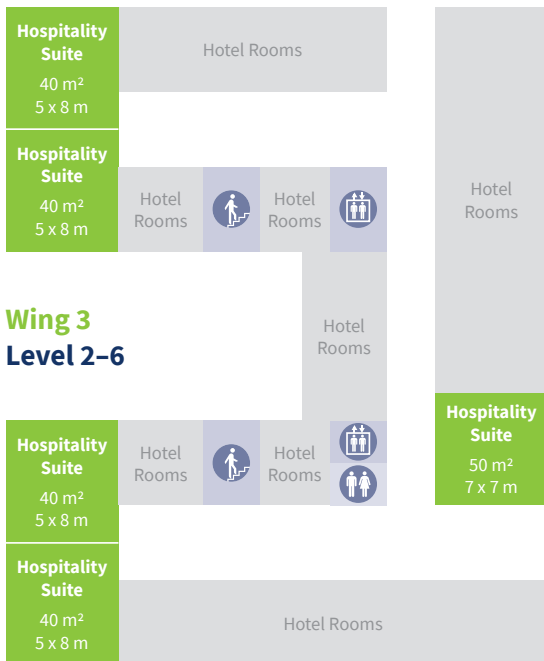 Hospitality
Suite
40 m²
5 x 8 m
Hotel Rooms
Hospitality
Suite
40 m²
5 x 8 m
Hotel
Rooms
Hotel
Rooms
Hotel
Rooms
Wing 3
Level 2–6
Hotel
Rooms
Hospitality
Suite
50 m²
7 x 7 m
Hospitality
Suite
40 m²
5 x 8 m
Hotel
Rooms
Hotel
Rooms
Hospitality
Suite
40 m²
5 x 8 m
Hotel Rooms